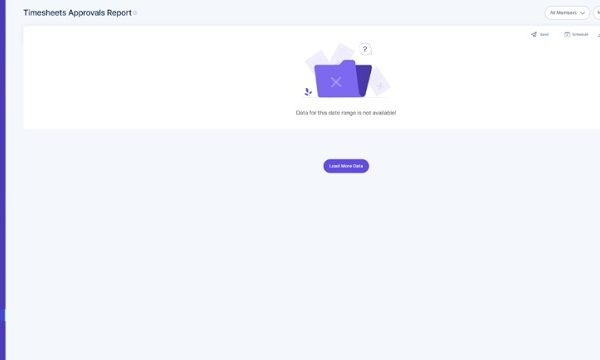 Timesheets Approvals Report
All Members
Send
Schedule
?
Data for this date range is not available!
Load More Data